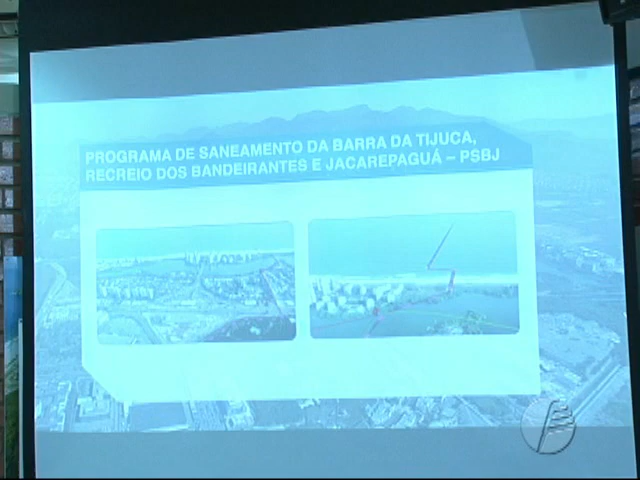 PROGRAMA DE SANEAMENTO DA BARRA DA TIJUCA,
RECREIO DOS BANDEIRANTES E JACAREPAGUÁ – PSBJ